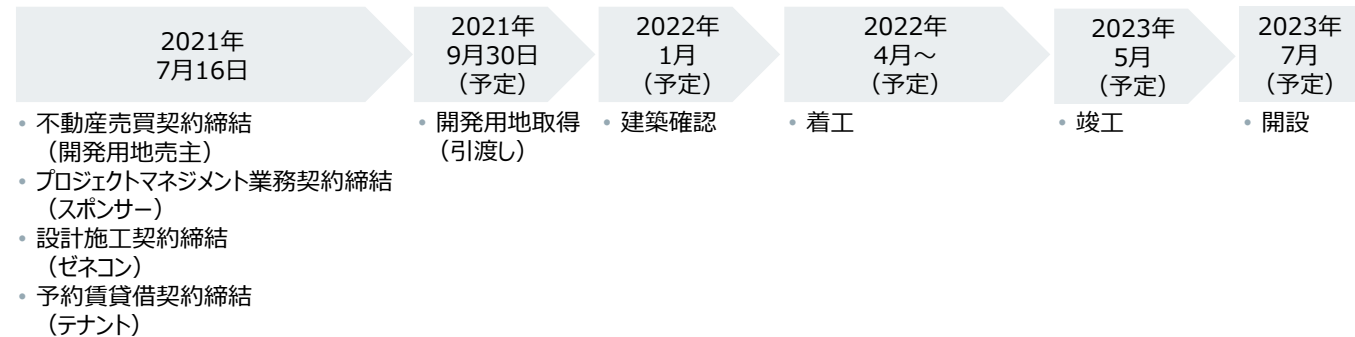 2021年
7月16日
2021年
9月30日
(予定)
2022年
1月
(予定)
2022年
4月～
(予定)
2023年
5月
(予定)
2023年
7月
(予定)
• 不動産売買契約締結
（開発用地売主）
• プロジェクトマネジメント業務契約締結
（スポンサー）
• 設計施工契約締結
（ゼネコン）
• 予約賃貸借契約締結
（テナント）
• 開発用地取得
（引渡し）
• 建築確認
• 着工
• 竣工
• 開設